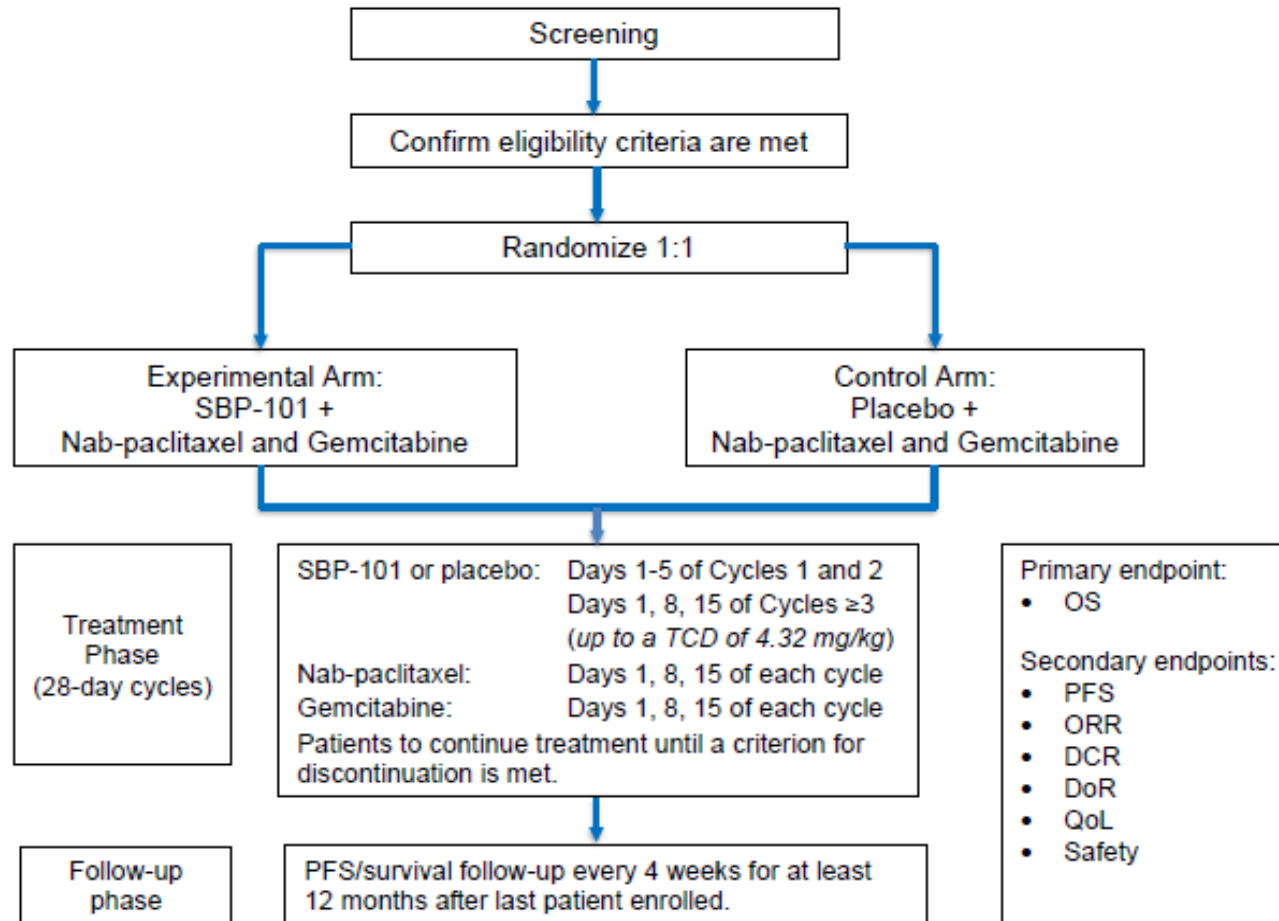 Screening
Confirm eligibility criteria are met
Randomize 1:1
Experimental Arm:
SBP-101 +
Nab-paclitaxel and Gemcitabine
Control Arm:
Placebo +
Nab-paclitaxel and Gemcitabine
Treatment
Phase
(28-day cycles)
SBP-101 or placebo: Days 1-5 of Cycles 1 and 2
Days 1, 8, 15 of Cycles ≥3
(up to a TCD of 4.32 mg/kg)
Nab-paclitaxel: Days 1, 8, 15 of each cycle
Gemcitabine: Days 1, 8, 15 of each cycle
Patients to continue treatment until a criterion for
discontinuation is met.
Primary endpoint:
• OS
Secondary endpoints:
• PFS
• ORR
• DCR
• DoR
• QoL
• Safety
Follow-up
phase
PFS/survival follow-up every 4 weeks for at least
12 months after last patient enrolled.